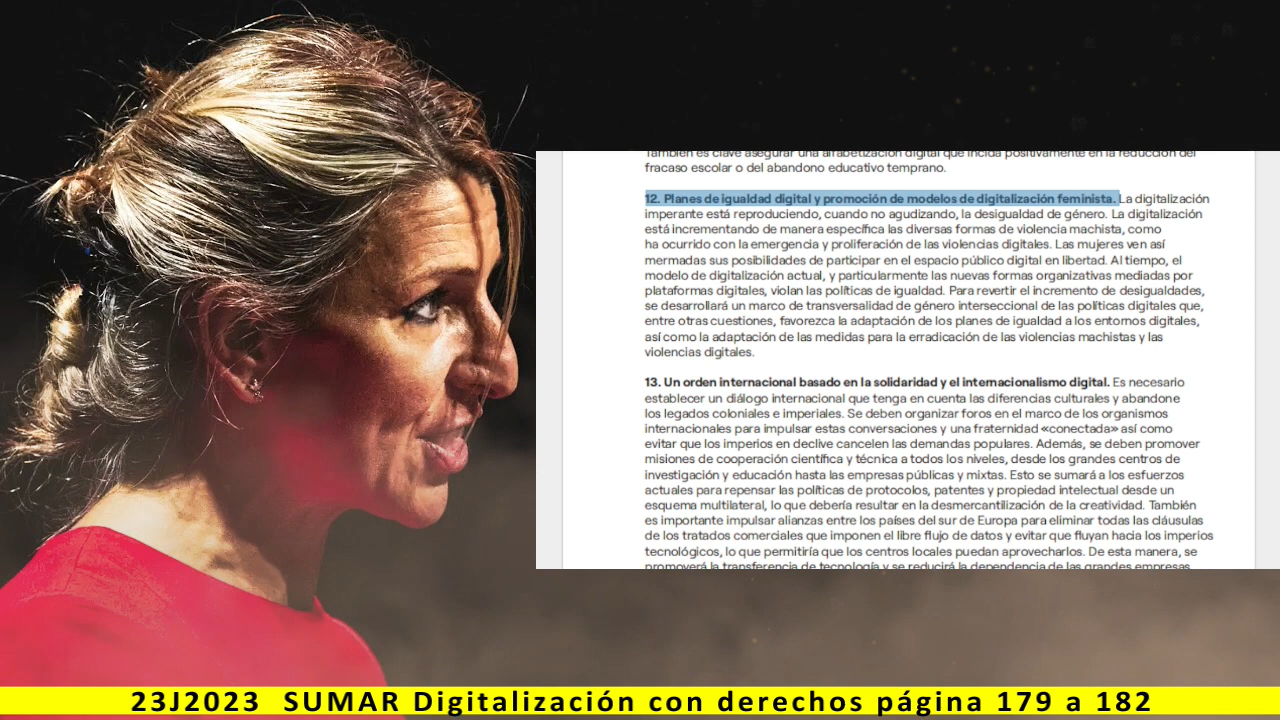 También es clave asegurar una alfabetización digital que incida positivamente en la reducción del
fracaso escolar o del abandono educativo temprano.
12. Planes de igualdad digital y promoción de modelos de digitalización feminista. La digitalización
imperante está reproduciendo, cuando no agudizando, la desigualdad de género. La digitalización
está incrementando de manera específica las diversas formas de violencia machista, como
ha ocurrido con la emergencia y proliferación de las violencias digitales. Las mujeres ven así
mermadas sus posibilidades de participar en el espacio público digital en libertad. Al tiempo, el
modelo de digitalización actual, y particularmente las nuevas formas organizativas mediadas por
plataformas digitales, violan las políticas de igualdad. Para revertir el incremento de desigualdades,
se desarrollará un marco de transversalidad de género interseccional de las políticas digitales que,
entre otras cuestiones, favorezca la adaptación de los planes de igualdad a los entornos digitales,
así como la adaptación de las medidas para la erradicación de las violencias machistas y las
violencias digitales.
13. Un orden internacional basado en la solidaridad y el internacionalismo digital. Es necesario
establecer un diálogo internacional que tenga en cuenta las diferencias culturales y abandone
los legados coloniales e imperiales. Se deben organizar foros en el marco de los organismos
internacionales para impulsar estas conversaciones y una fraternidad «conectada» así como
evitar que los imperios en declive cancelen las demandas populares. Además, se deben promover
misiones de cooperación científica y técnica a todos los niveles, desde los grandes centros de
investigación y educación hasta las empresas públicas y mixtas. Esto se sumará a los esfuerzos
actuales para repensar las políticas de protocolos, patentes y propiedad intelectual desde un
esquema multilateral, lo que debería resultar en la desmercantilización de la creatividad. También
es importante impulsar alianzas entre los países del sur de Europa para eliminar todas las cláusulas
de los tratados comerciales que imponen el libre flujo de datos y evitar que fluyan hacia los imperios
tecnológicos, lo que permitiría que los centros locales puedan aprovecharlos. De esta manera, se
promoverá la transferencia de tecnología y se reducirá la dependencia de las grandes empresas
23J2023 SUMAR Digitalización con derechos página 179 a 182